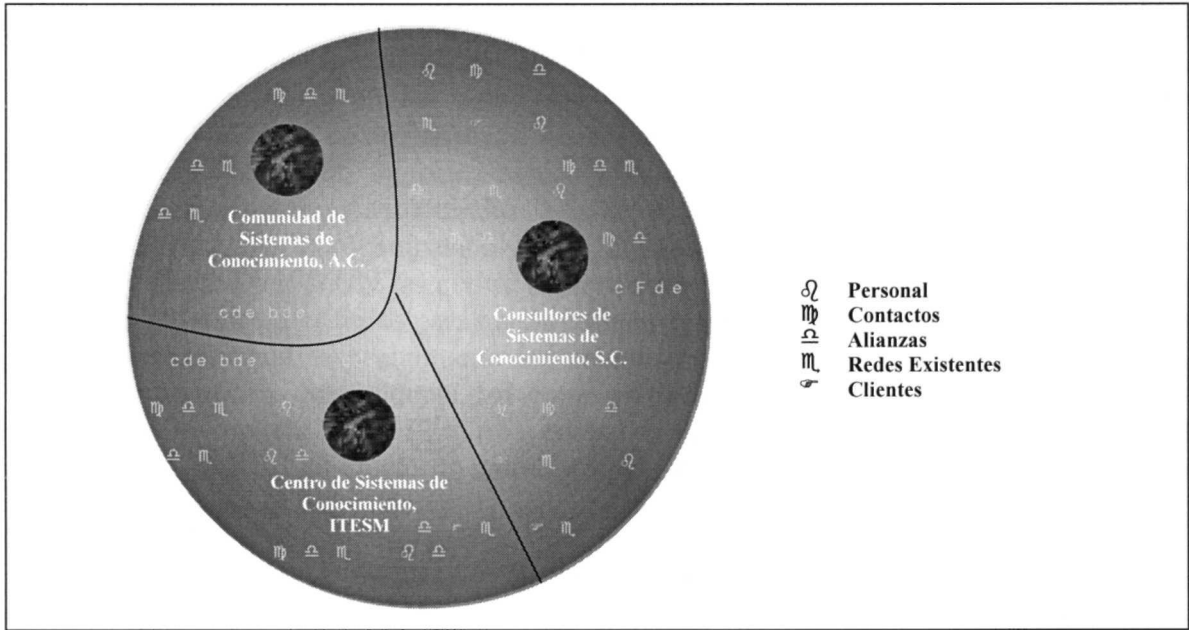 ♌ ♍ ♎
♍ ♎ ♏
♏ ☞ ♌
♎ ♏
♍ ♎ ♏
♎ ☞ ♏ ♌
♎ ♏
Comunidad de
Sistemas de
Conocimiento, A.C.
♍ ♎
c F d e
cde bde
Consultores de
Sistemas de
Conocimiento, S.C.
cde bde
cd
♍ ♎ ♏ ♌
♌ ♍ ♎
♎ ♏ ♌ ♎
♏ ♌
Centro de Sistemas de
Conocimiento,
ITESM
♎ ☞ ♏ ☞ ♏
♍ ♎ ♏ ♌ ♎
♌ Personal
♍ Contactos
♎ Alianzas
♏ Redes Existentes
☞ Clientes